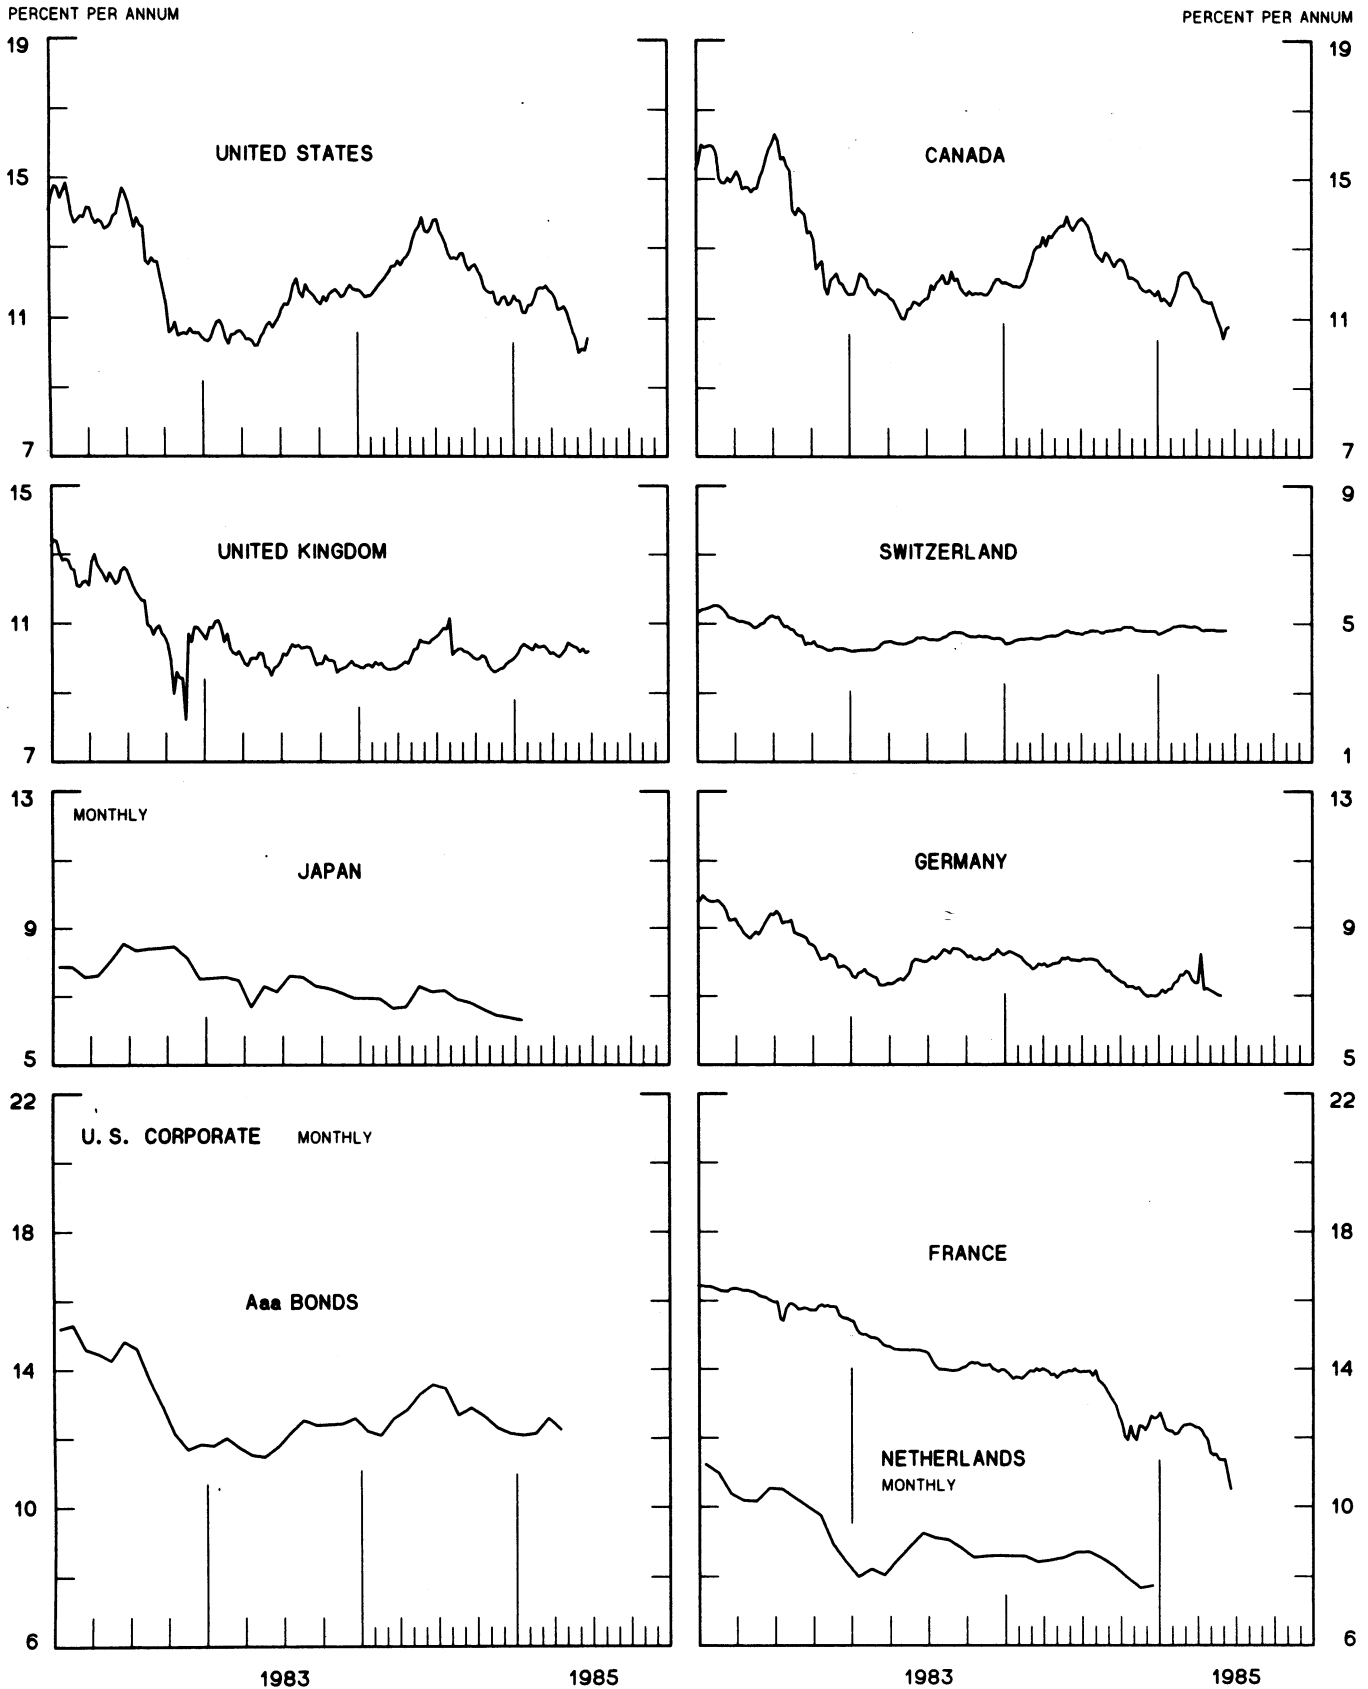 PERCENT PER ANNUM
PERCENT PER ANNUM
19
15
11
7
UNITED STATES
CANADA
19
15
11
7
15
11
7
UNITED KINGDOM
SWITZERLAND
9
5
1
13
9
5
MONTHLY
JAPAN
GERMANY
13
9
5
22
18
14
10
6
U. S. CORPORATE MONTHLY
Aaa BONDS
FRANCE
NETHERLANDS
MONTHLY
22
18
14
10
6
1983
1985
1983
1985